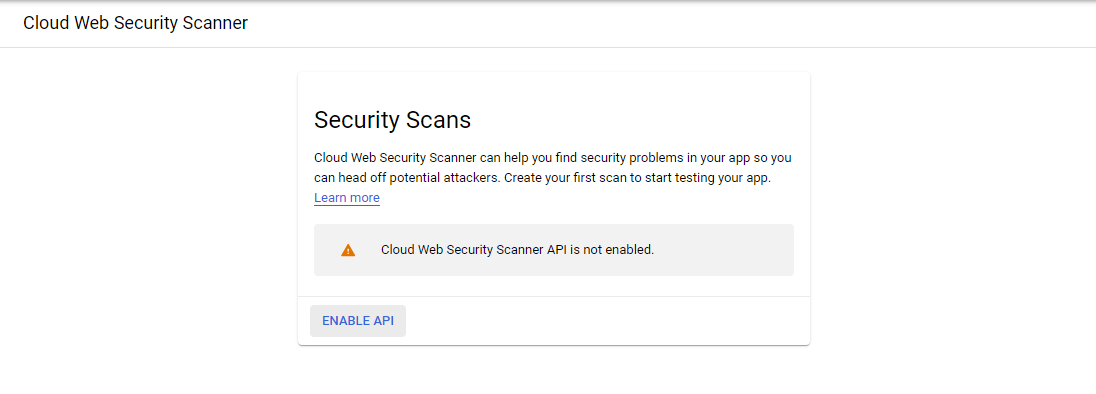 Cloud Web Security Scanner
Security Scans
Cloud Web Security Scanner can help you find security problems in your app so you
can head off potential attackers. Create your first scan to start testing your app.
Learn more
Cloud Web Security Scanner API is not enabled.
ENABLE API